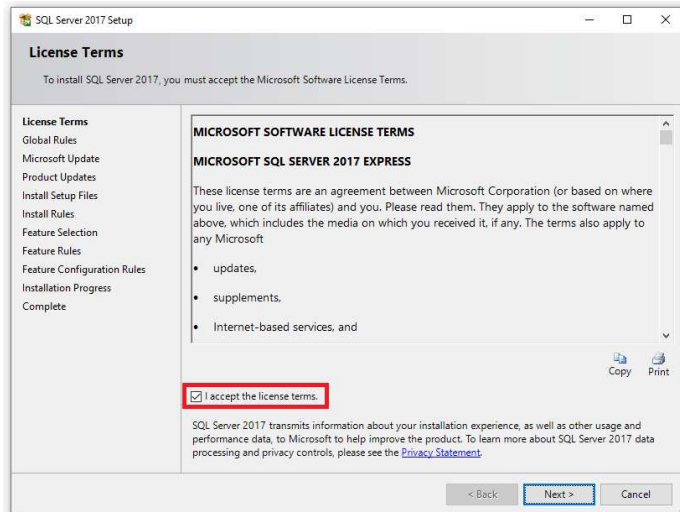 SQL Server 2017 Setup
License Terms
To install SQL Server 2017, you must accept the Microsoft Software License Terms.
License Terms
Global Rules
Microsoft Update
Product Updates
Install Setup Files
Install Rules
Feature Selection
Feature Rules
Feature Configuration Rules
Installation Progress
Complete
MICROSOFT SOFTWARE LICENSE TERMS
MICROSOFT SQL SERVER 2017 EXPRESS
These license terms are an agreement between Microsoft Corporation (or based on where
you live, one of its affiliates) and you. Please read them. They apply to the software named
above, which includes the media on which you received it, if any. The terms also apply to
any Microsoft
• updates,
• supplements,
• Internet-based services, and
Copy Print
I accept the license terms.
SQL Server 2017 transmits information about your installation experience, as well as other usage and
performance data, to Microsoft to help improve the product. To learn more about SQL Server 2017 data
processing and privacy controls, please see the Privacy Statement.
< Back Next > Cancel